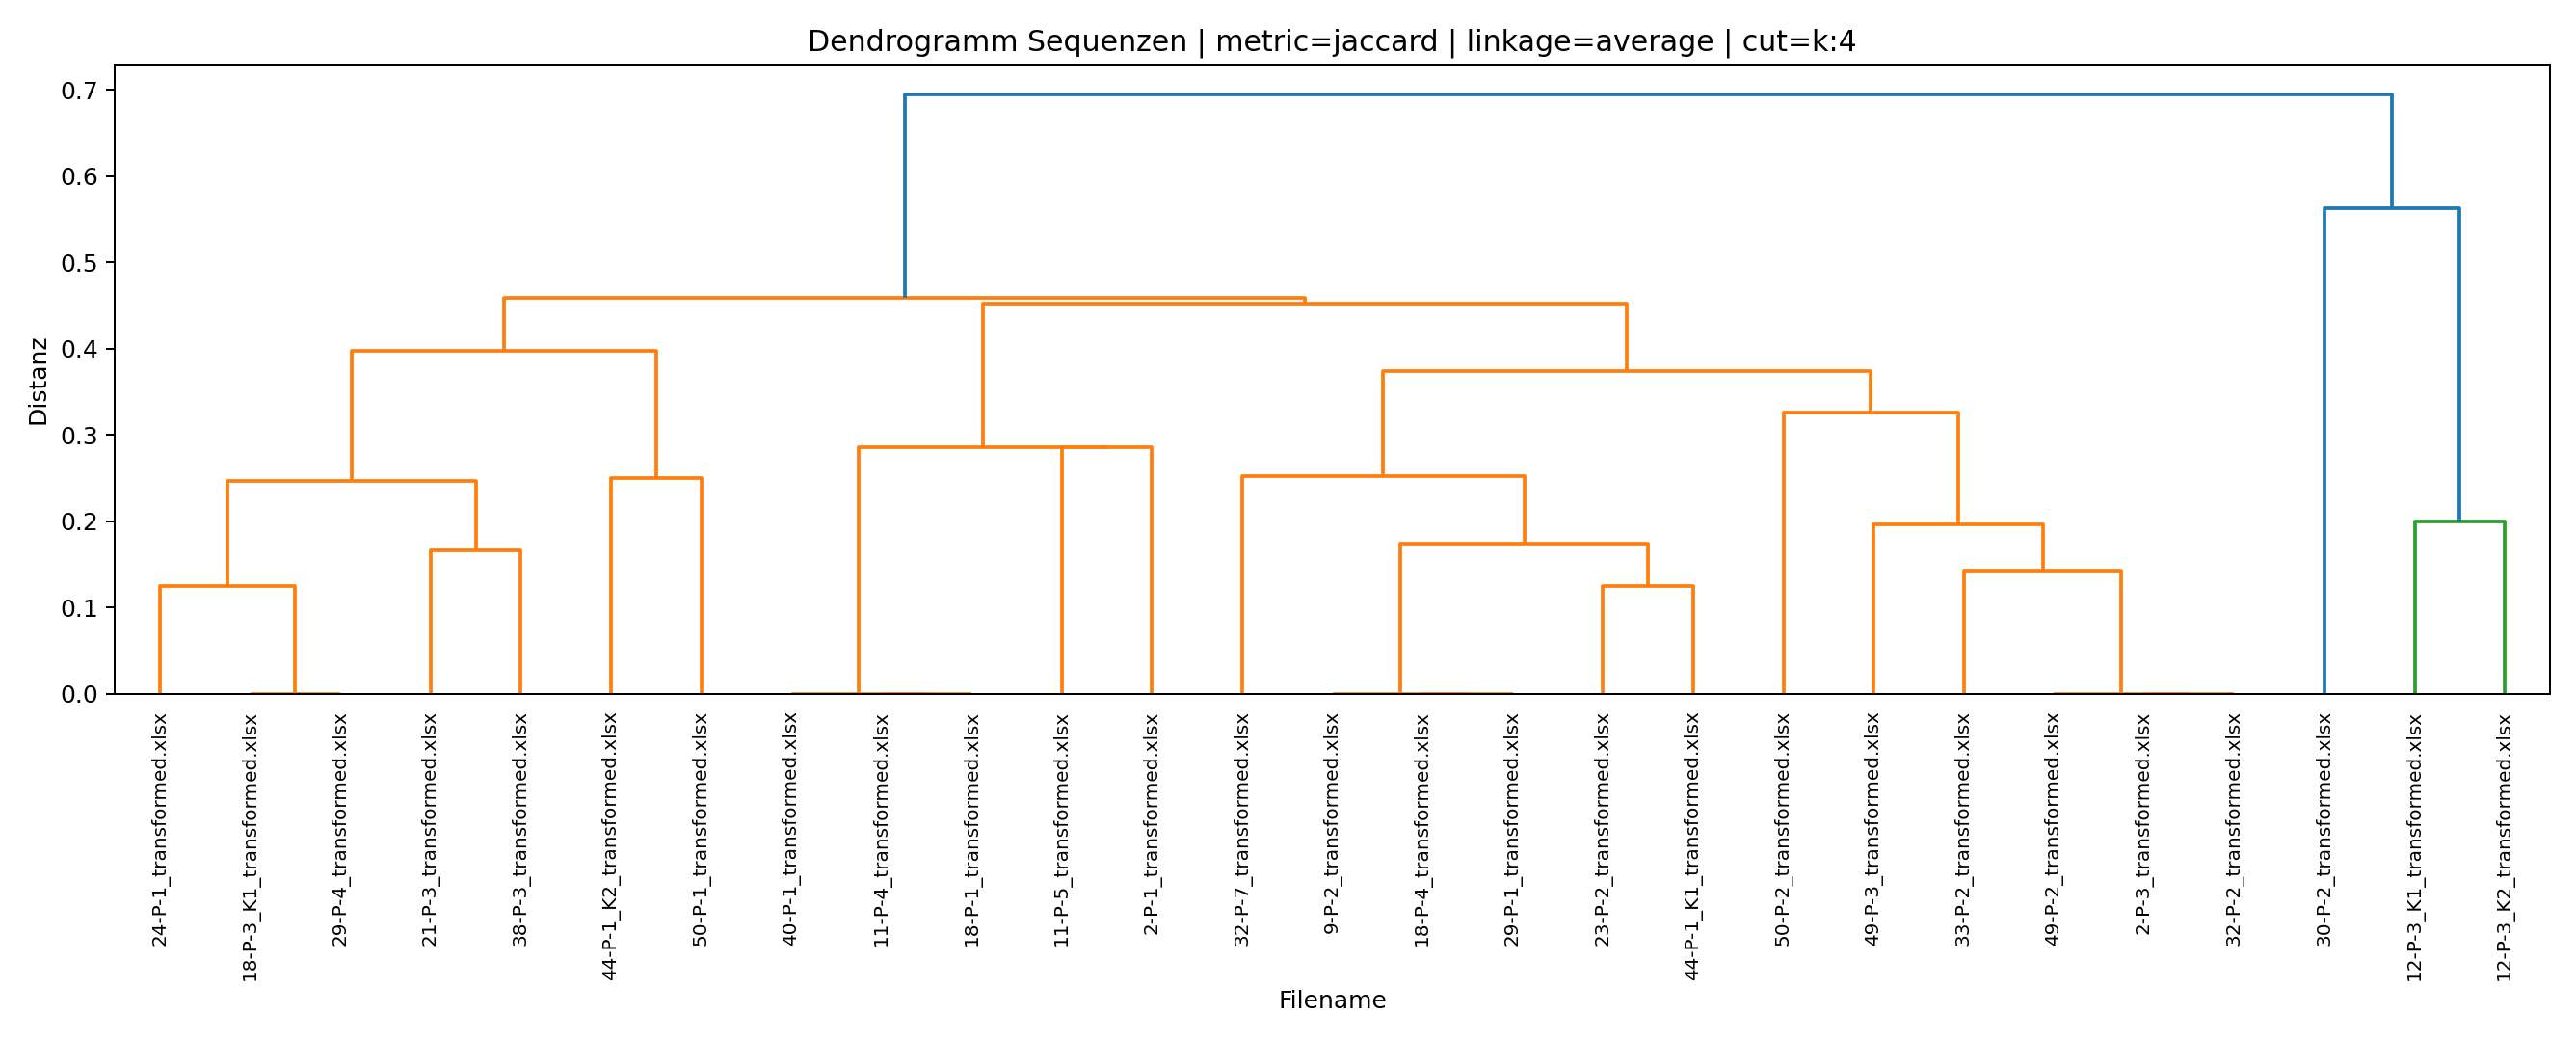 Dendrogramm Sequenzen | metric=jaccard | linkage=average | cut=k:4
Distanz
0.7
0.6
0.5
0.4
0.3
0.2
0.1
0.0
24-P-1_transformed.xlsx
18-P-3_K1_transformed.xlsx
29-P-4_transformed.xlsx
21-P-3_transformed.xlsx
38-P-3_transformed.xlsx
44-P-1_K2_transformed.xlsx
50-P-1_transformed.xlsx
40-P-1_transformed.xlsx
11-P-4_transformed.xlsx
18-P-1_transformed.xlsx
11-P-5_transformed.xlsx
2-P-1_transformed.xlsx
32-P-7_transformed.xlsx
9-P-2_transformed.xlsx
18-P-4_transformed.xlsx
29-P-1_transformed.xlsx
23-P-2_transformed.xlsx
44-P-1_K1_transformed.xlsx
50-P-2_transformed.xlsx
49-P-3_transformed.xlsx
33-P-2_transformed.xlsx
49-P-2_transformed.xlsx
2-P-3_transformed.xlsx
32-P-2_transformed.xlsx
30-P-2_transformed.xlsx
12-P-3_K1_transformed.xlsx
12-P-3_K2_transformed.xlsx
Filename